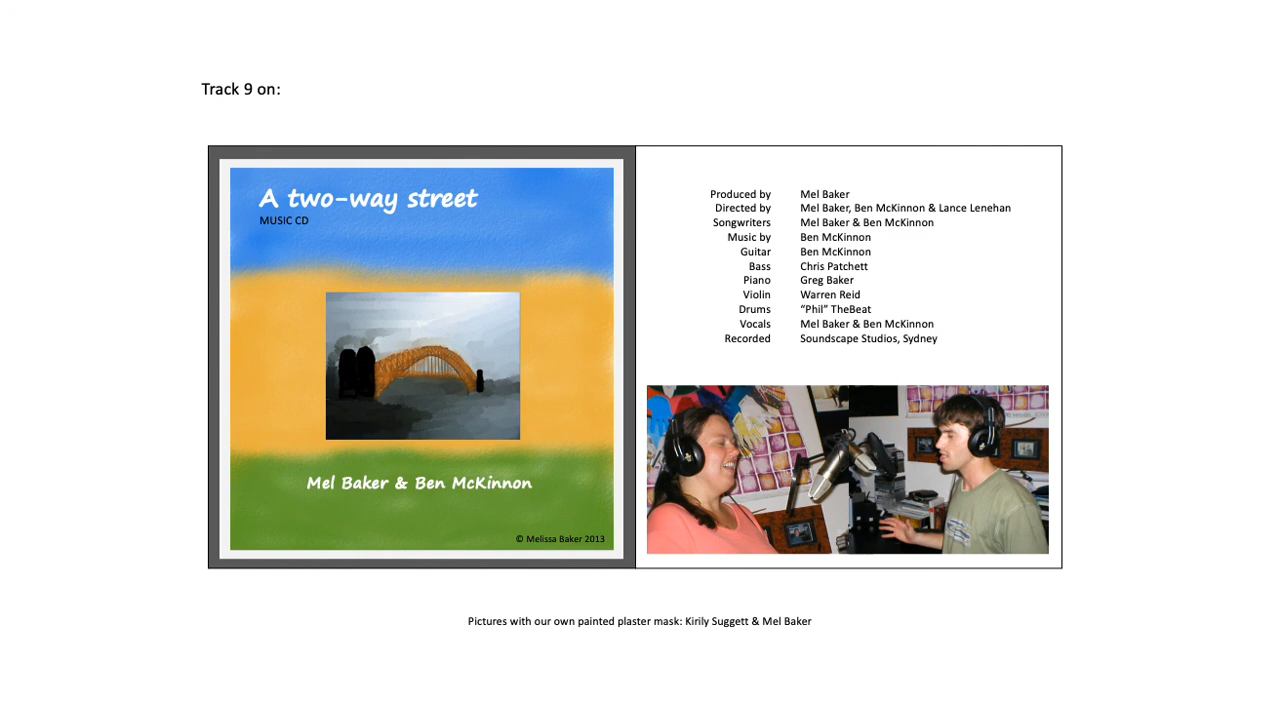 Track 9 on:
A two-way street
MUSIC CD
Mel Baker & Ben McKinnon
© Melissa Baker 2013
Produced by Mel Baker
Directed by Mel Baker, Ben McKinnon & Lance Lenehan
Songwriters Mel Baker & Ben McKinnon
Music by Ben McKinnon
Guitar Ben McKinnon
Bass Chris Patchett
Piano Greg Baker
Violin Warren Reid
Drums “Phil” TheBeat
Vocals Mel Baker & Ben McKinnon
Recorded Soundscape Studios, Sydney
Pictures with our own painted plaster mask: Kirily Suggett & Mel Baker